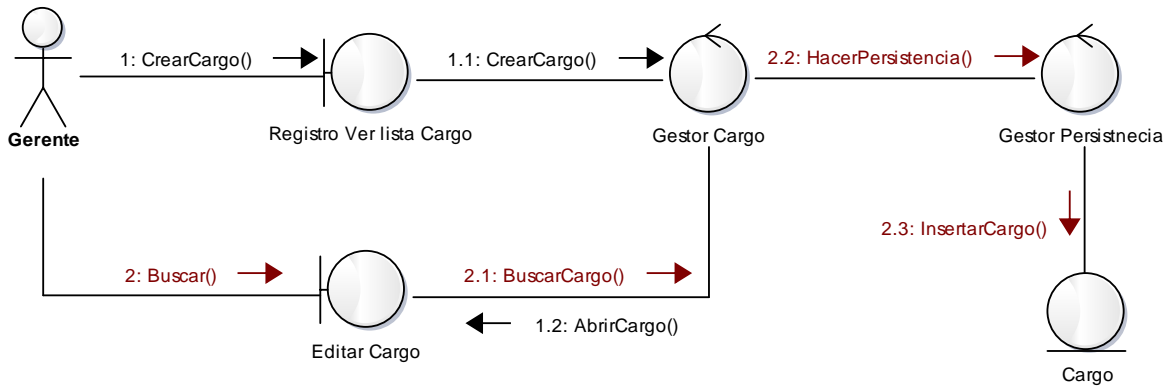 1: CrearCargo()
1.1: CrearCargo()
2.2: HacerPersistencia()
Gerente
Registro Ver lista Cargo
Gestor Cargo
Gestor Persistnecia
2.3: InsertarCargo()
2: Buscar()
2.1: BuscarCargo()
1.2: AbrirCargo()
Editar Cargo
Cargo